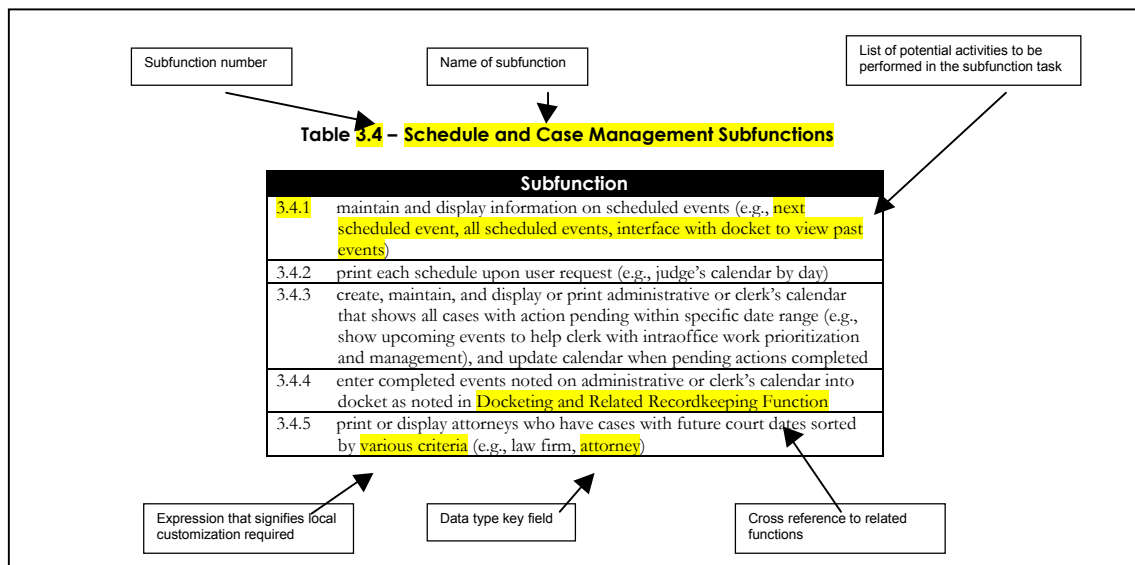 Subfunction number
Name of subfunction
List of potential activities to be
performed in the subfunction task
Table 3.4 – Schedule and Case Management Subfunctions
Subfunction
3.4.1 maintain and display information on scheduled events (e.g., next
scheduled event, all scheduled events, interface with docket to view past
events)
3.4.2 print each schedule upon user request (e.g., judge's calendar by day)
3.4.3 create, maintain, and display or print administrative or clerk's calendar
that shows all cases with action pending within specific date range (e.g.,
show upcoming events to help clerk with intraoffice work prioritization
and management), and update calendar when pending actions completed
3.4.4 enter completed events noted on administrative or clerk's calendar into
docket as noted in Docketing and Related Recordkeeping Function
3.4.5 print or display attorneys who have cases with future court dates sorted
by various criteria (e.g., law firm, attorney)
Expression that signifies local
customization required
Data type key field
Cross reference to related
functions